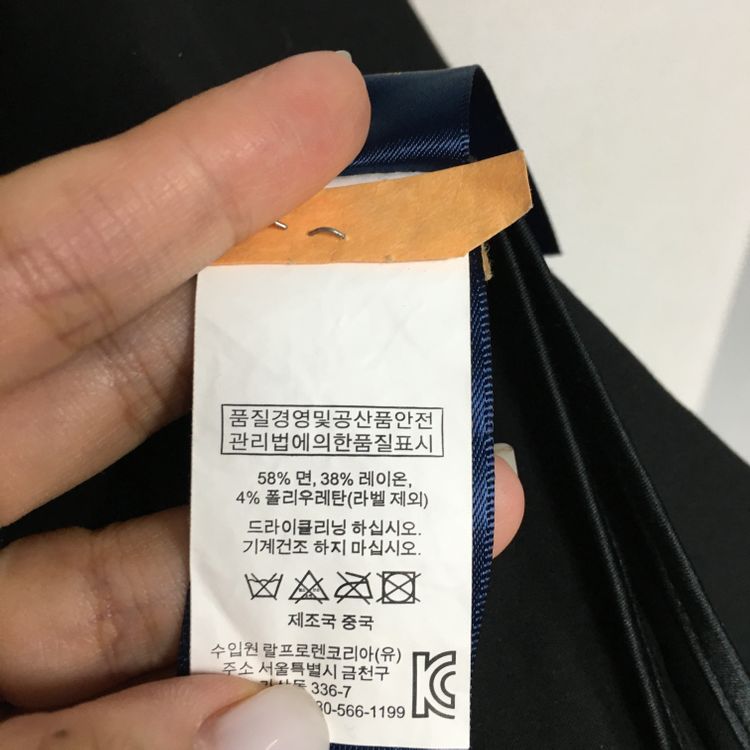 품질경영및공산품안전
관리법에의한품질표시
58% 면, 38% 레이온,
4% 폴리우레탄(라벨 제외)
드라이클리닝 하십시오.
기계건조 하지 마십시오.
제조국 중국
수입원 랄프로렌코리아(유)
주소 서울특별시 금천구
336-7
80-566-1199